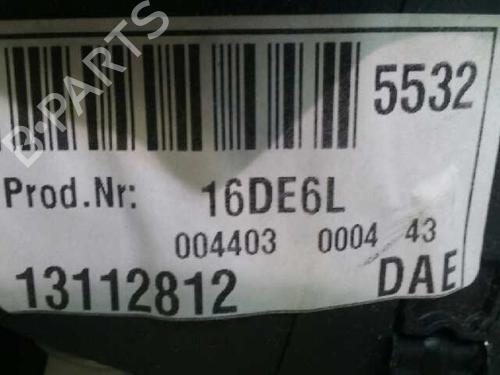 B-PARTS
5532
Prod.Nr: 16DE6L
004403 0004 43
13112812 DAE